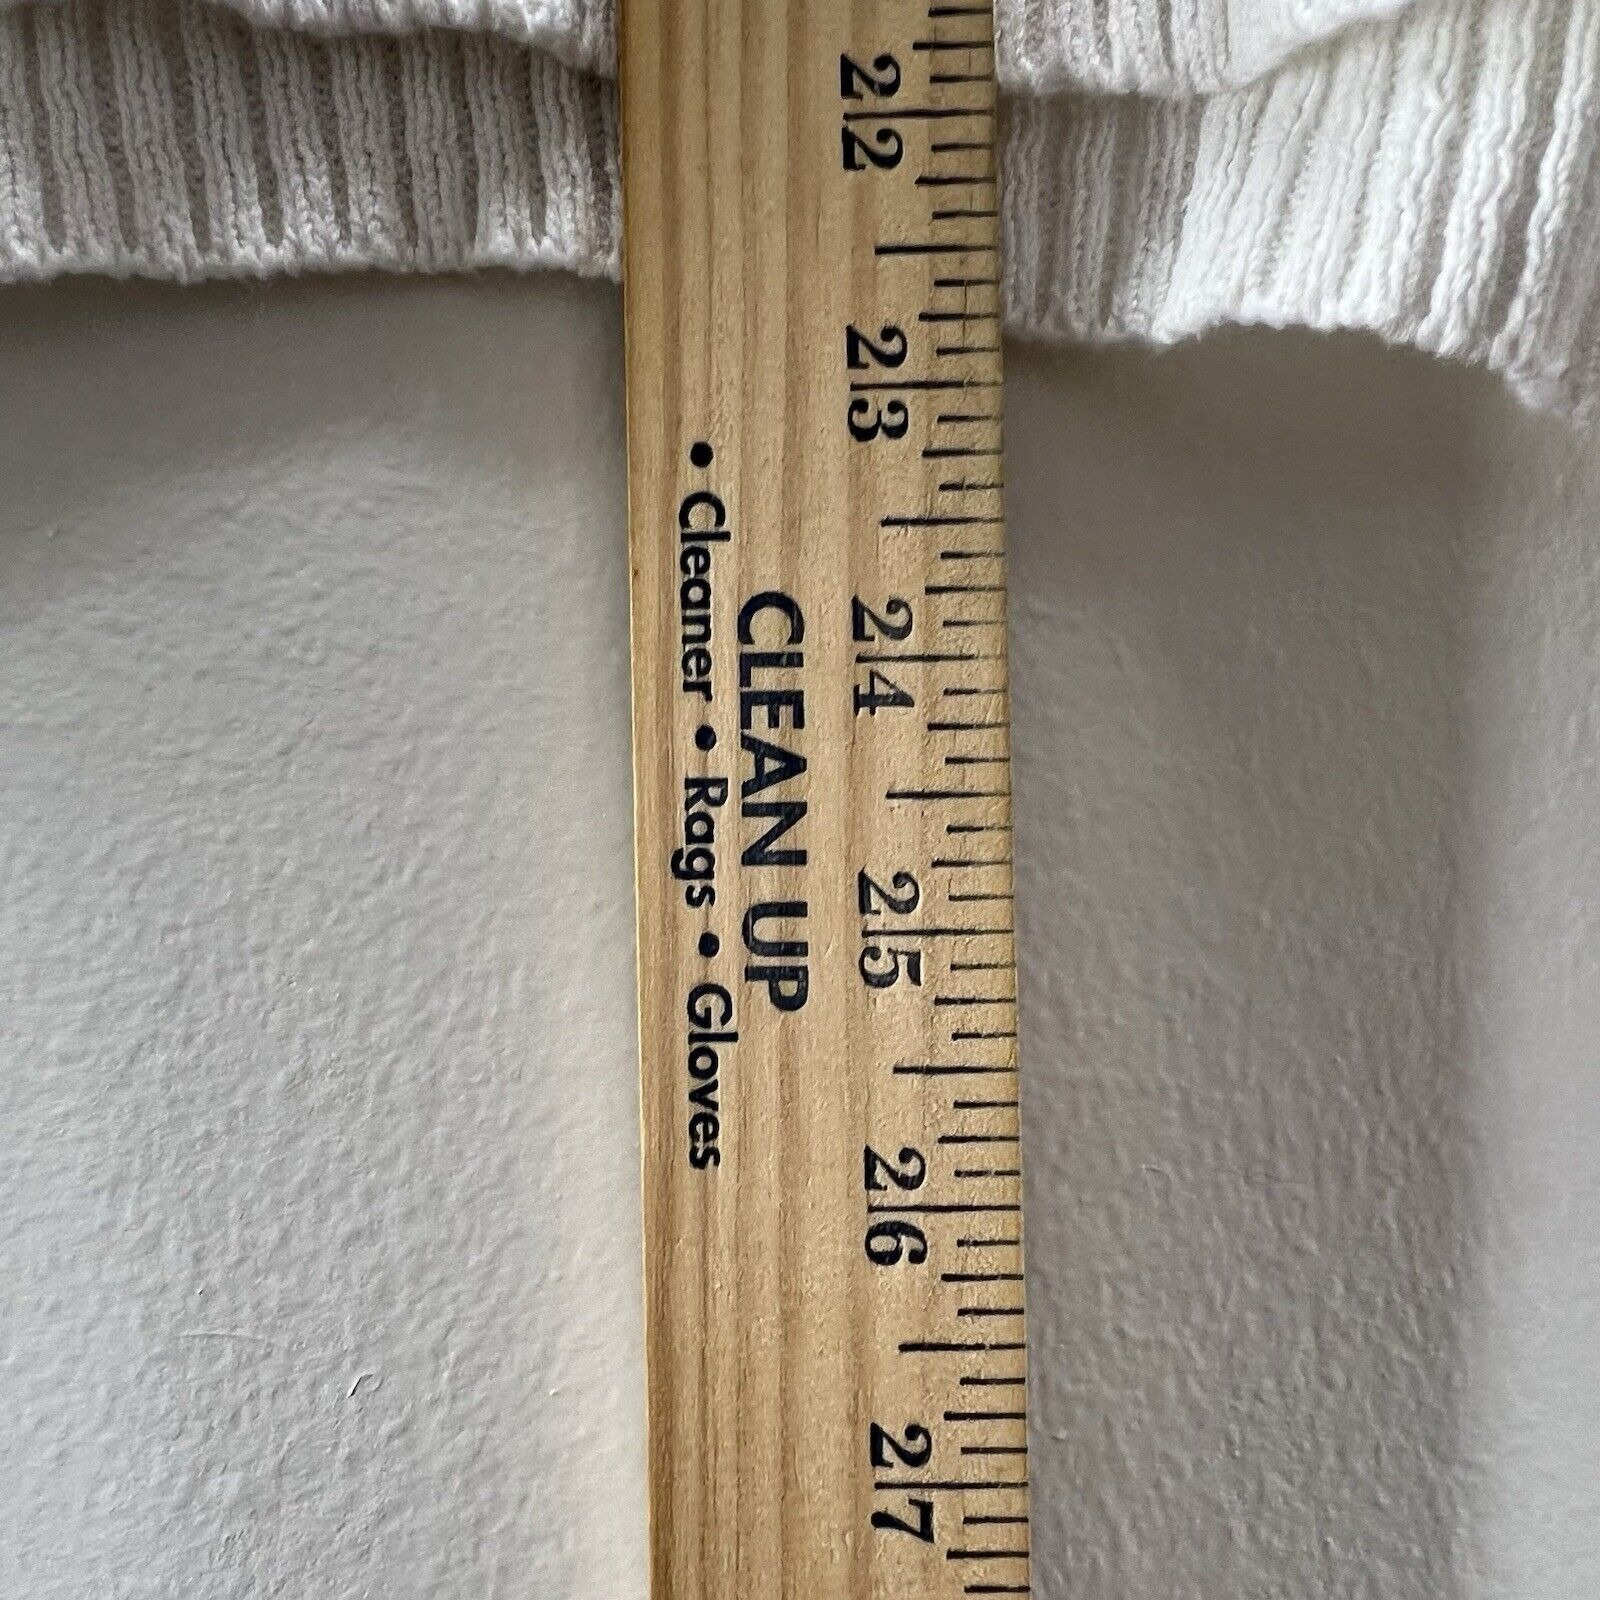 22 23 24 25 26 27
CLEAN UP
• Cleaner • Rags • Gloves